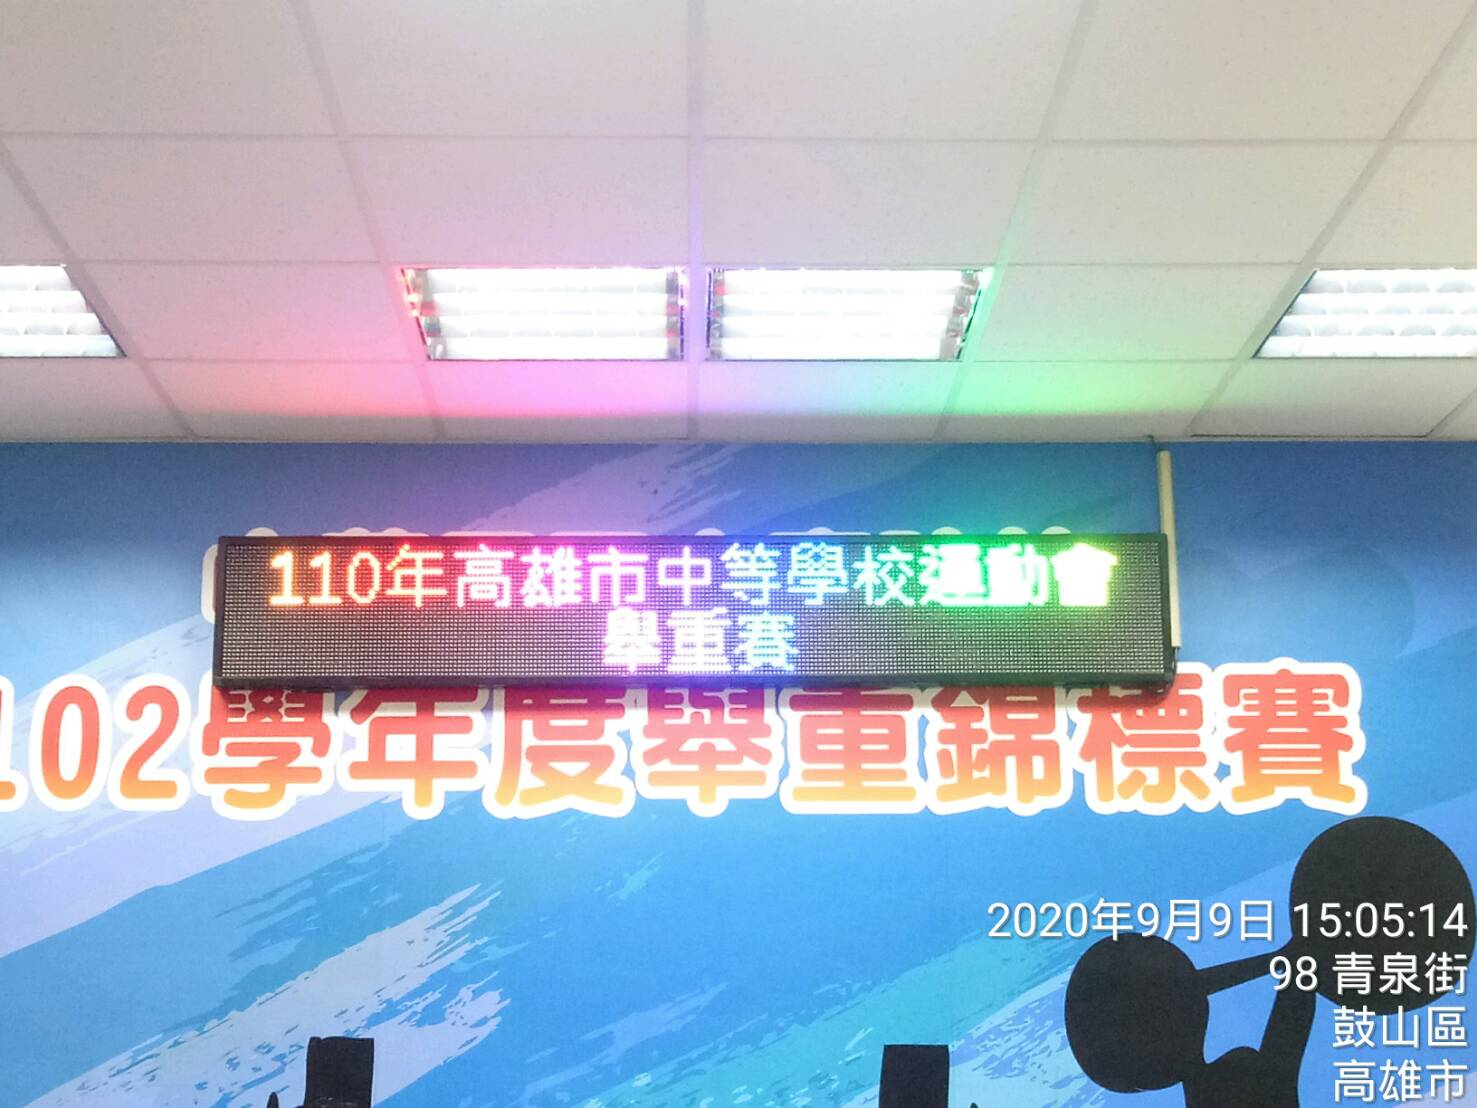 110年高雄市中等學校運動會
舉重賽
102學年度舉重錦標賽
2020年9月9日 15:05:14
98 青泉街
鼓山區
高雄市